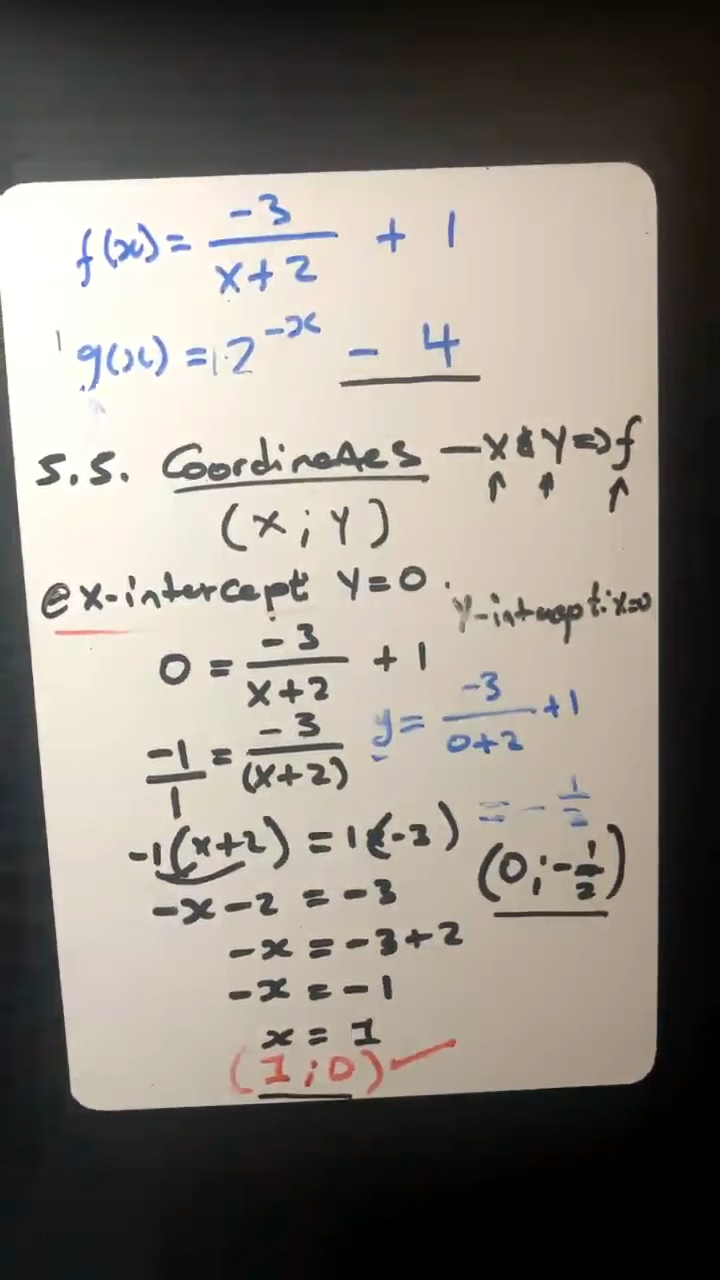 f(x) = -3/(x+2) + 1
g(x) = 2^-x - 4
5.5. Coordinates - x & y => f
(x ; y)
@ x-intercept y=0
y-intercept: x=0
0 = -3/(x+2) + 1
-1/1 = -3/(x+2)
y = -3/(0+2) + 1
= - 1/2
-1(x+2) = 1(-3)
(0 ; -1/2)
-x - 2 = -3
-x = -3+2
-x = -1
x = 1
(1 ; 0) ✓